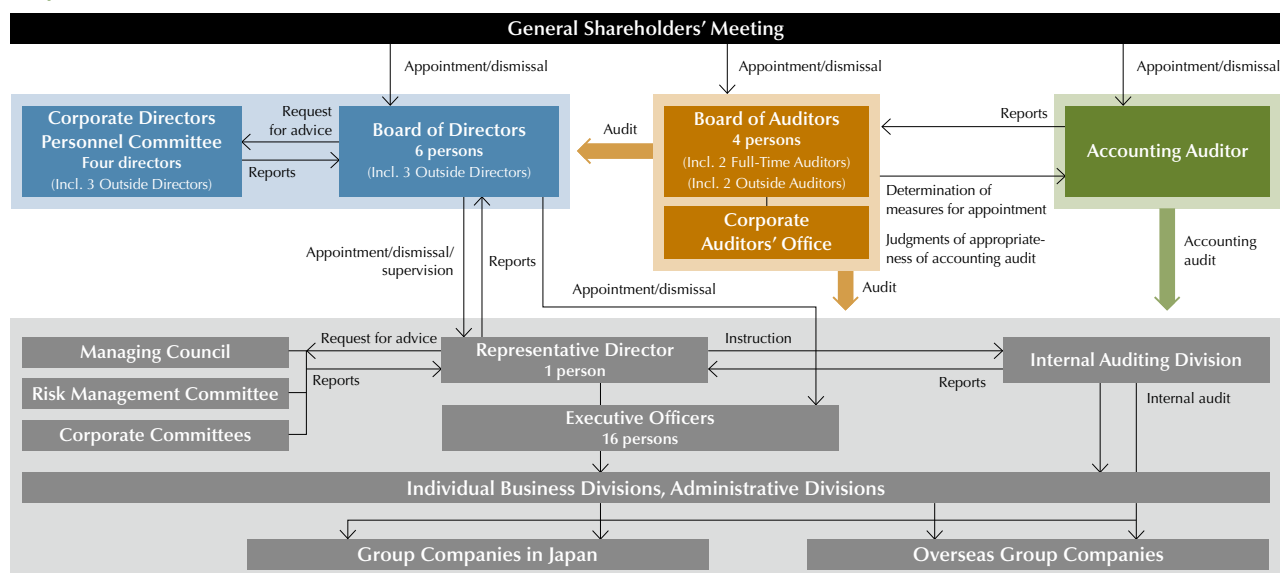 General Shareholders’ Meeting
Appointment/dismissal
Appointment/dismissal
Appointment/dismissal
Corporate Directors
Personnel Committee
Four directors
(Incl. 3 Outside Directors)
Request
for advice
Reports
Board of Directors
6 persons
(Incl. 3 Outside Directors)
Audit
Board of Auditors
4 persons
(Incl. 2 Full-Time Auditors)
(Incl. 2 Outside Auditors)
Corporate
Auditors’ Office
Reports
Determination of
measures for appointment
Judgments of appropriate-
ness of accounting audit
Accounting Auditor
Appointment/dismissal/
supervision
Reports
Appointment/dismissal
Audit
Accounting
audit
Managing Council
Risk Management Committee
Corporate Committees
Request for advice
Reports
Representative Director
1 person
Instruction
Reports
Internal Auditing Division
Internal audit
Executive Officers
16 persons
Individual Business Divisions, Administrative Divisions
Group Companies in Japan
Overseas Group Companies